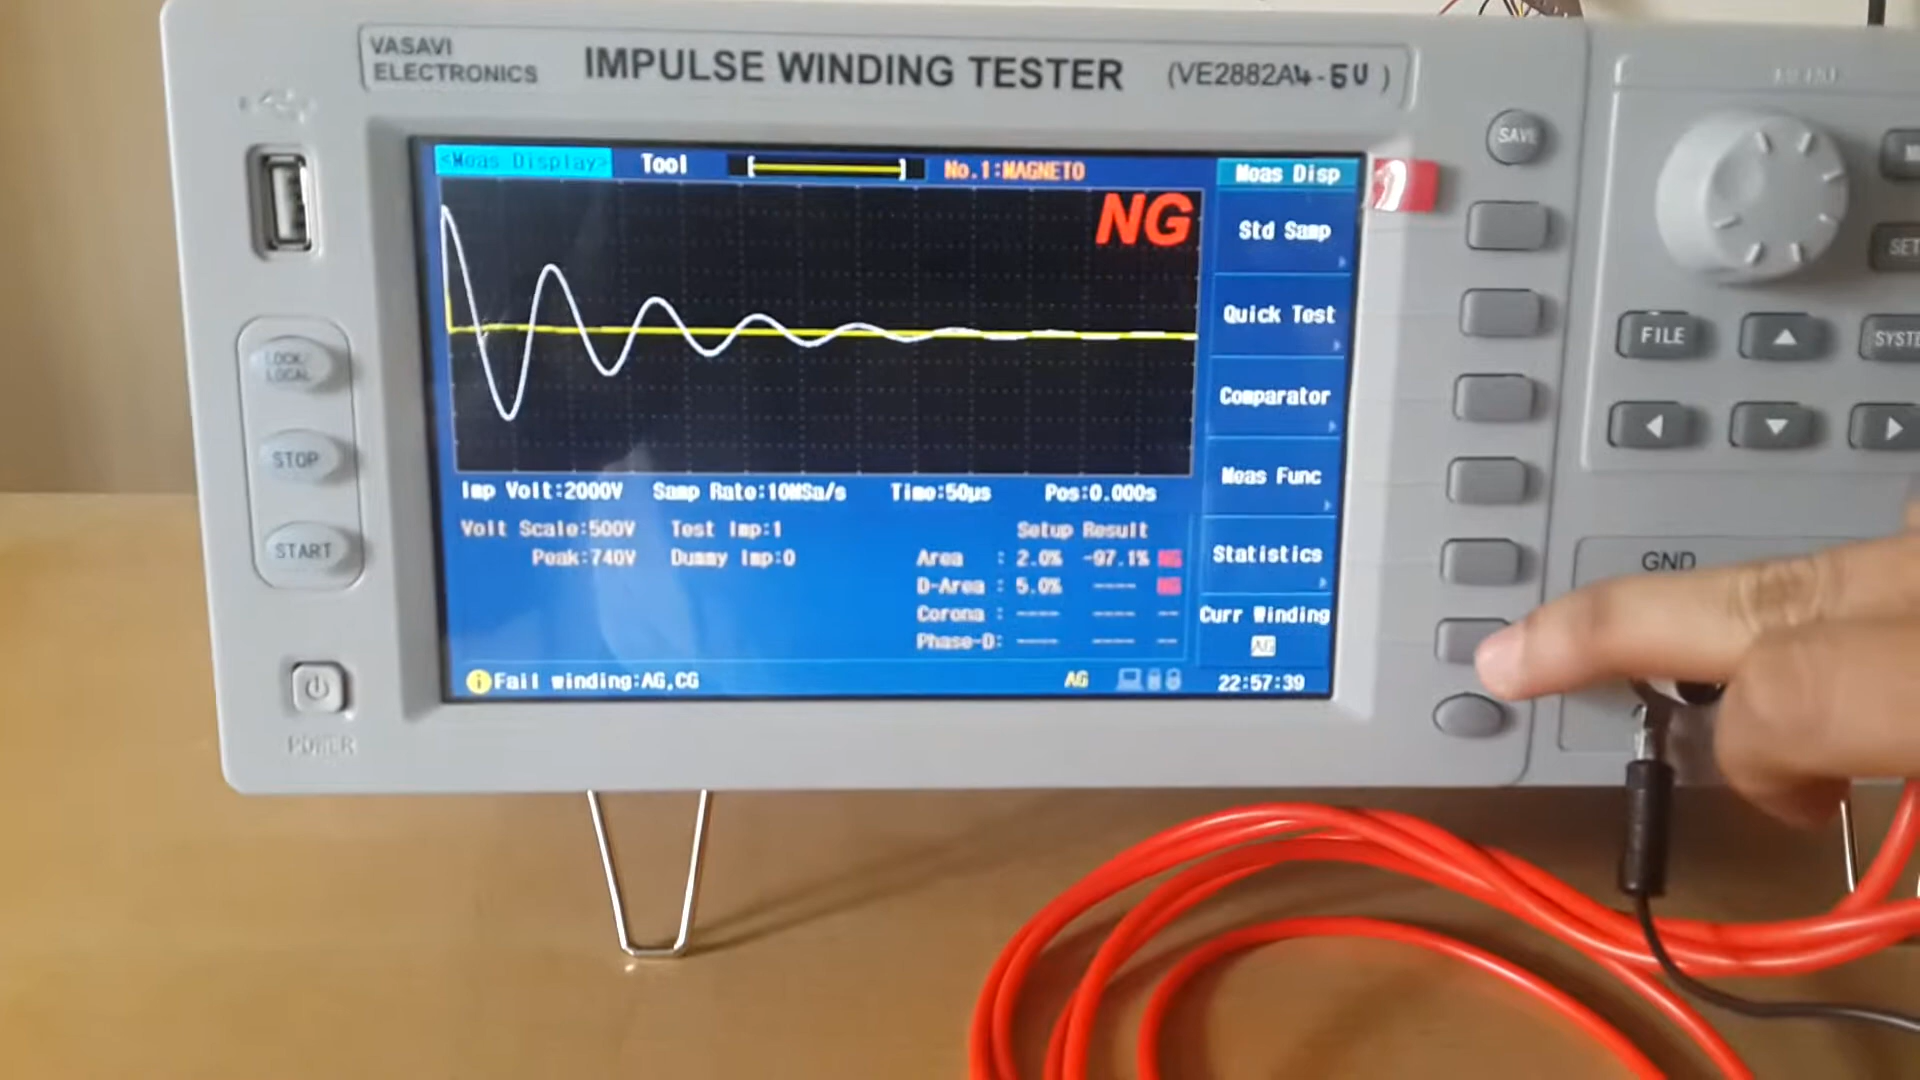 VASAVI
ELECTRONICS
IMPULSE WINDING TESTER
(VE2882A4-5U)
SAVE
<Meas Display>
Tool
No.1:MAGNETO
Meas Disp
NG
Std Samp
Quick Test
Comparator
Meas Func
Statistics
Curr Winding
AG
Imp Volt:2000V Samp Rate:10MSa/s Time:50µs Pos:0.000s
Volt Scale:500V Test Imp:1 Setup Result
Peak:740V Dummy Imp:0 Area : 2.0% -97.1% NG
D-Area : 5.0% ---- NG
Corona : ---- ---- --
Phase-D: ---- ---- --
Fail winding:AG,CG
AG
22:57:39
LOCK
LOCAL
STOP
START
POWER
MENU
SET
FILE
SYSTE
GND